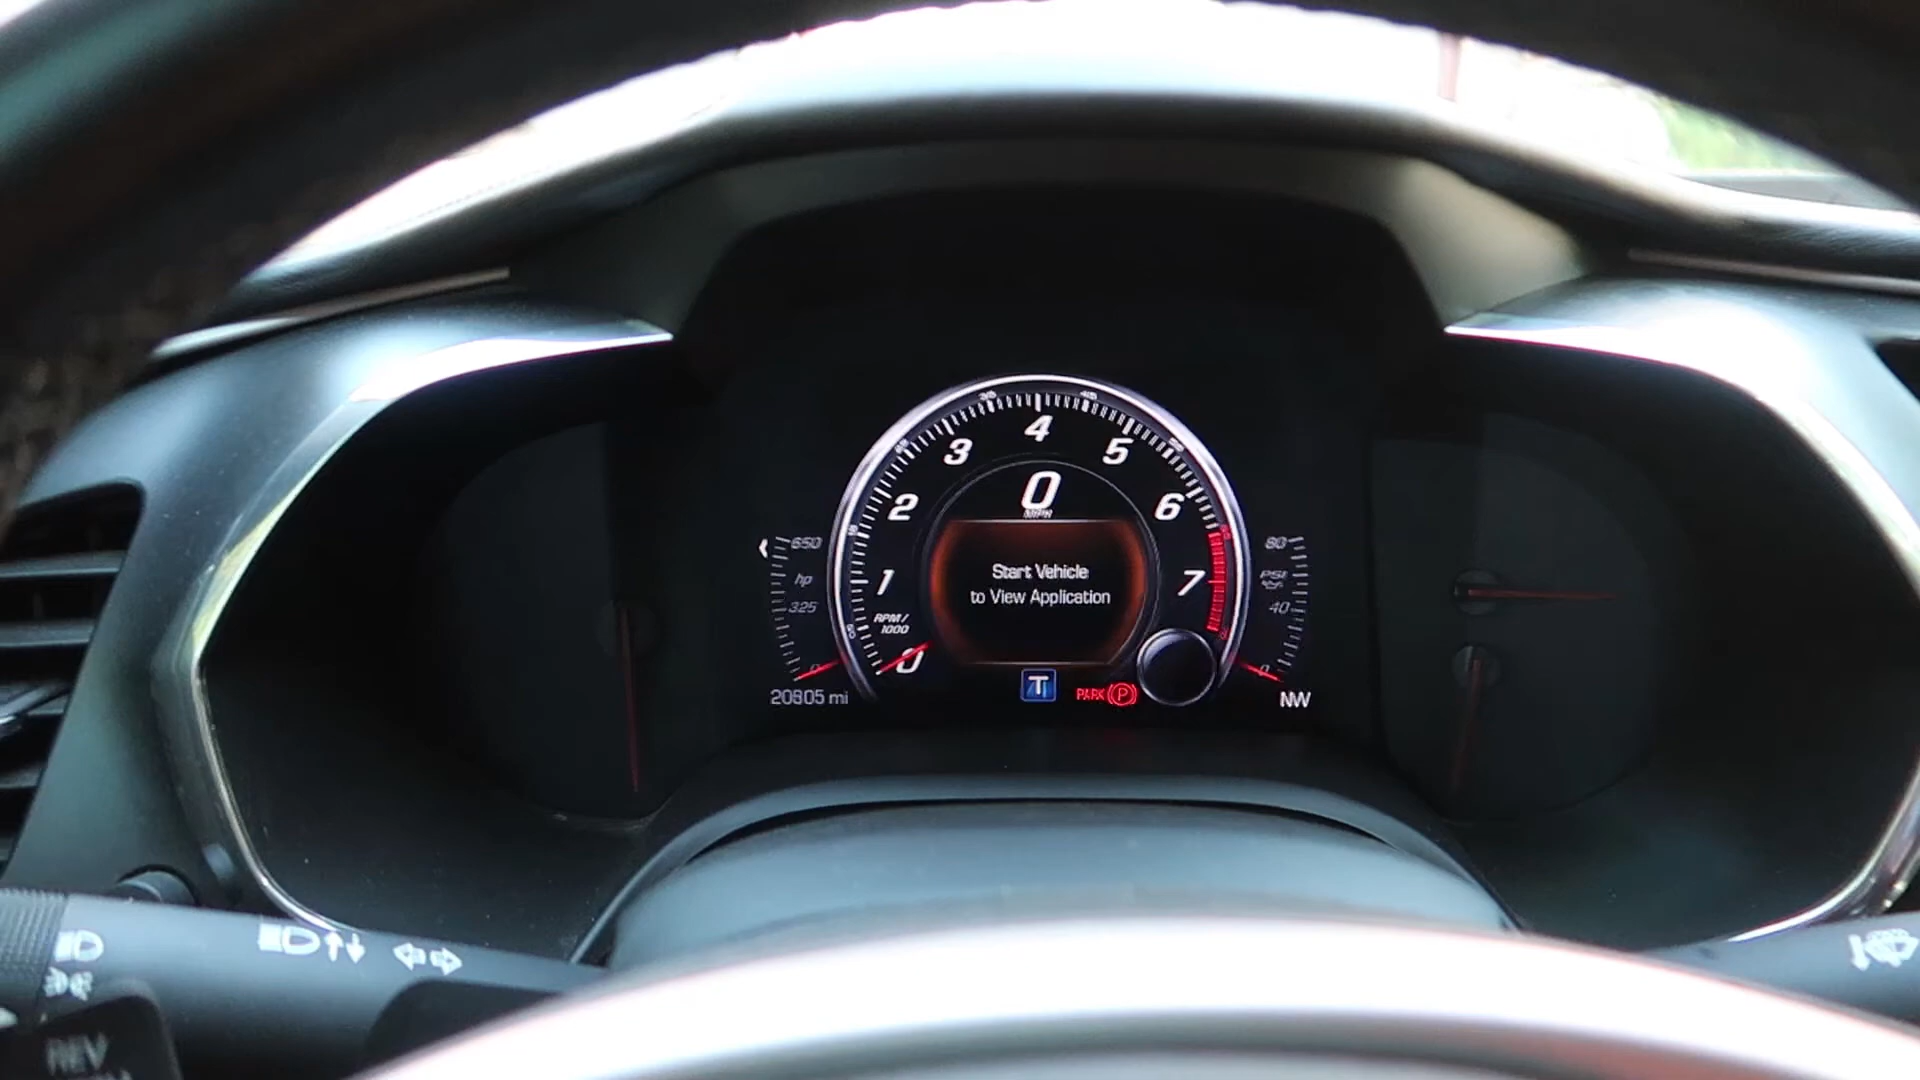 4
3 5
0
MPH
2 6
650
80
Start Vehicle
hp
PSI
1 7
to View Application
325
40
RPM/
1000
0
0
0
T
PARK P
mi
NW
REV